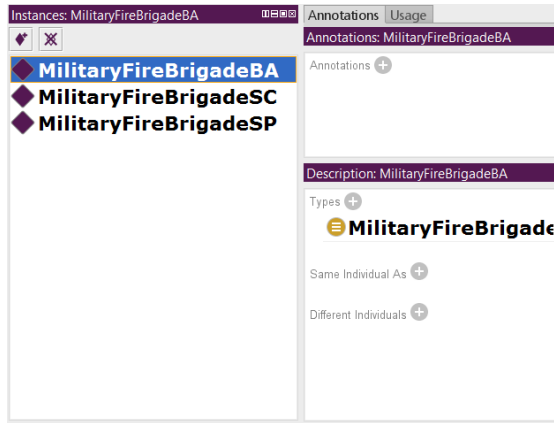 Instances: MilitaryFireBrigadeBA
MilitaryFireBrigadeBA
MilitaryFireBrigadeSC
MilitaryFireBrigadeSP
Annotations Usage
Annotations: MilitaryFireBrigadeBA
Annotations
Description: MilitaryFireBrigadeBA
Types
MilitaryFireBrigade
Same Individual As
Different Individuals